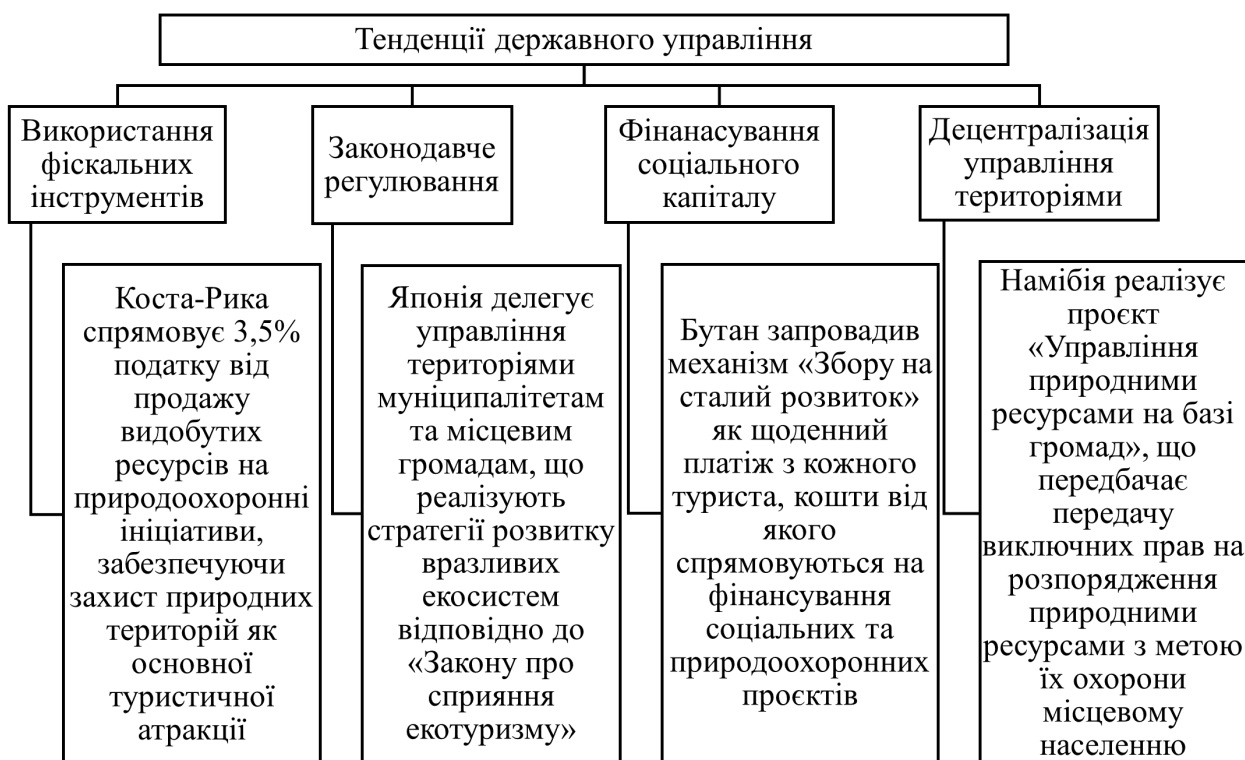 Тенденції державного управління
Використання
фіскальних
інструментів
Законодавче
регулювання
Фінанасування
соціального
капіталу
Децентралізація
управління
територіями
Коста-Рика
спрямовує 3,5%
податку від
продажу
видобутих
ресурсів на
природоохоронні
ініціативи,
забезпечуючи
захист природних
територій як
основної
туристичної
атракції
Японія делегує
управління
територіями
муніципалітетам
та місцевим
громадам, що
реалізують
стратегії розвитку
вразливих
екосистем
відповідно до
«Закону про
сприяння
екотуризму»
Бутан запровадив
механізм «Збору на
сталий розвиток»
як щоденний
платіж з кожного
туриста, кошти від
якого
спрямовуються на
фінансування
соціальних та
природоохоронних
проєктів
Намібія реалізує
проєкт
«Управління
природними
ресурсами на базі
громад», що
передбачає
передачу
виключних прав на
розпорядження
природними
ресурсами з метою
їх охорони
місцевому
населенню